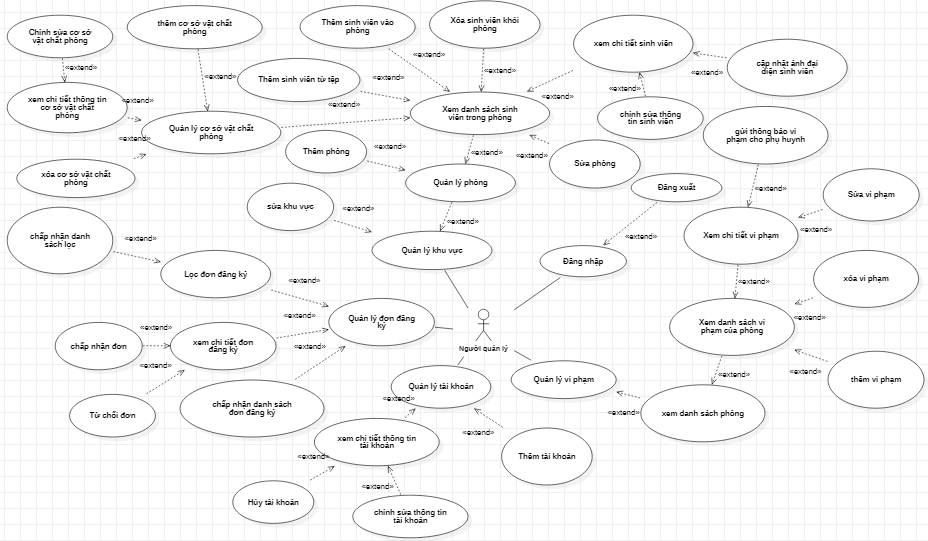 Chỉnh sửa cơ sở
vật chất phòng
thêm cơ sở vật chất
phòng
Thêm sinh viên vào
phòng
Xóa sinh viên khỏi
phòng
xem chi tiết sinh viên
cập nhật ảnh đại
diện sinh viên
«extend»
«extend»
«extend»
«extend»
«extend»
Thêm sinh viên từ tệp
«extend»
«extend»
«extend»
«extend»
xem chi tiết thông tin
cơ sở vật chất
phòng
«extend»
Xem danh sách sinh
viên trong phòng
chỉnh sửa thông
tin sinh viên
Quản lý cơ sở vật chất
phòng
«extend»
gửi thông báo vi
phạm cho phụ huynh
Thêm phòng
«extend»
«extend»
«extend»
Sửa phòng
xóa cơ sở vật chất
phòng
Quản lý phòng
Đăng xuất
«extend»
Sửa vi phạm
sửa khu vực
«extend»
«extend»
chấp nhận danh
sách lọc
«extend»
Quản lý khu vực
«extend»
Xem chi tiết vi phạm
«extend»
Đăng nhập
Lọc đơn đăng ký
«extend»
«extend»
xóa vi phạm
Quản lý đơn đăng
ký
«extend»
«extend»
Xem danh sách vi
phạm của phòng
«extend»
chấp nhận đơn
xem chi tiết đơn
đăng ký
«extend»
Người quản lý
«extend»
«extend»
«extend»
Quản lý tài khoản
Quản lý vi phạm
thêm vi phạm
«extend»
chấp nhận danh sách
đơn đăng ký
Từ chối đơn
«extend»
xem danh sách phòng
xem chi tiết thông tin
tài khoản
«extend»
«extend»
Thêm tài khoản
«extend»
Hủy tài khoản
chỉnh sửa thông tin
tài khoản